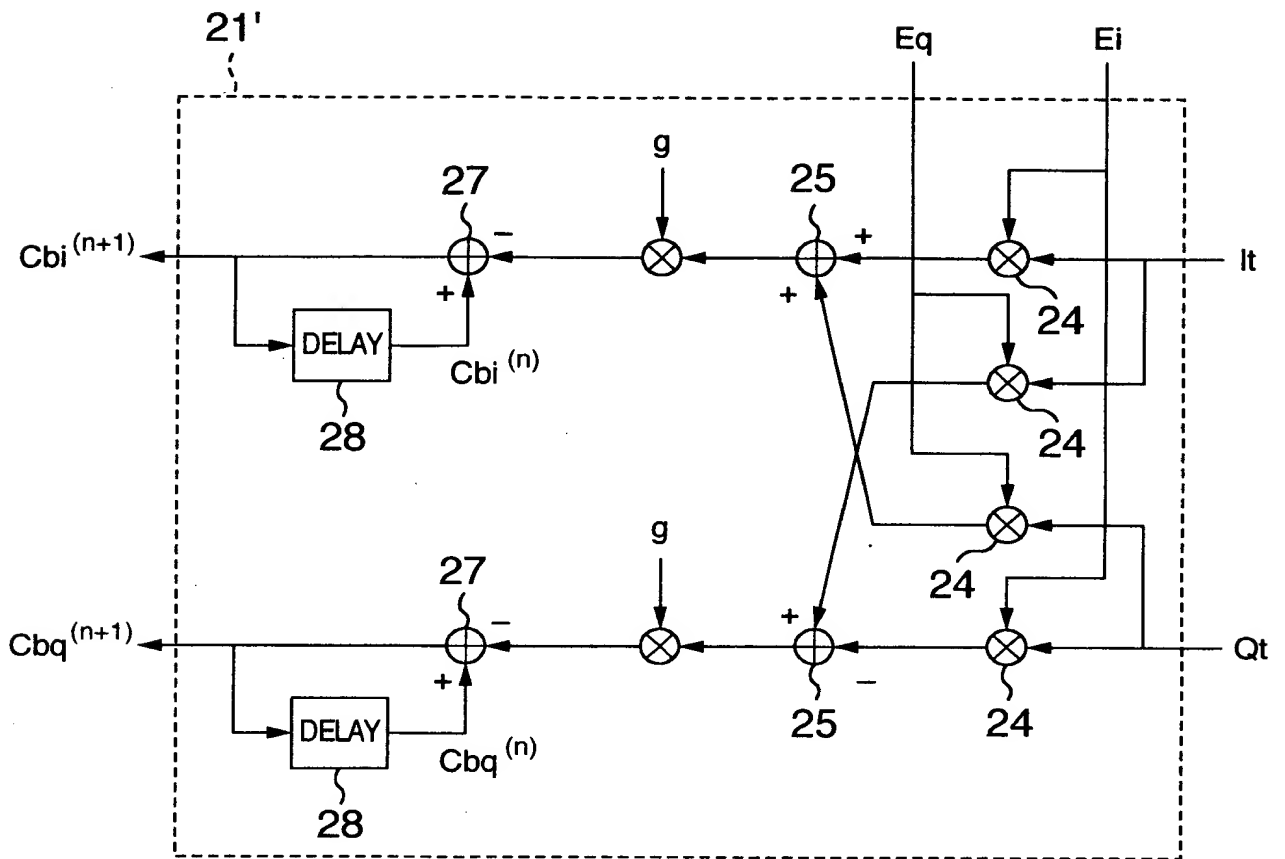 21'
Eq
Ei
g
27
25
Cbi (n+1)
−
+
It
+
+
24
DELAY
Cbi (n)
28
24
g
27
24
Cbq (n+1)
−
+
Qt
+
−
25
24
DELAY
Cbq (n)
28